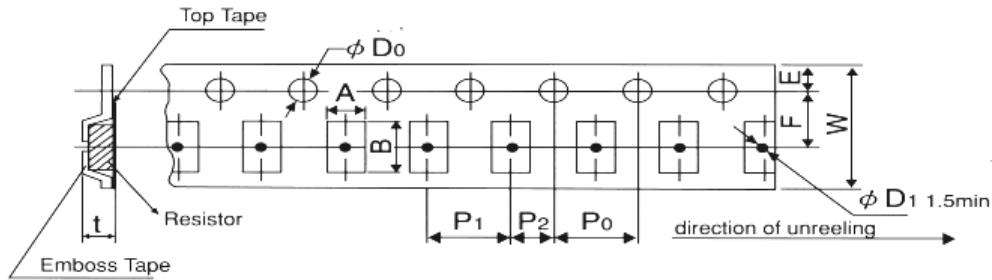 Top Tape
ϕ D0
A
B
E
F
W
t
Resistor
Emboss Tape
P1
P2
P0
ϕ D1 1.5min
direction of unreeling